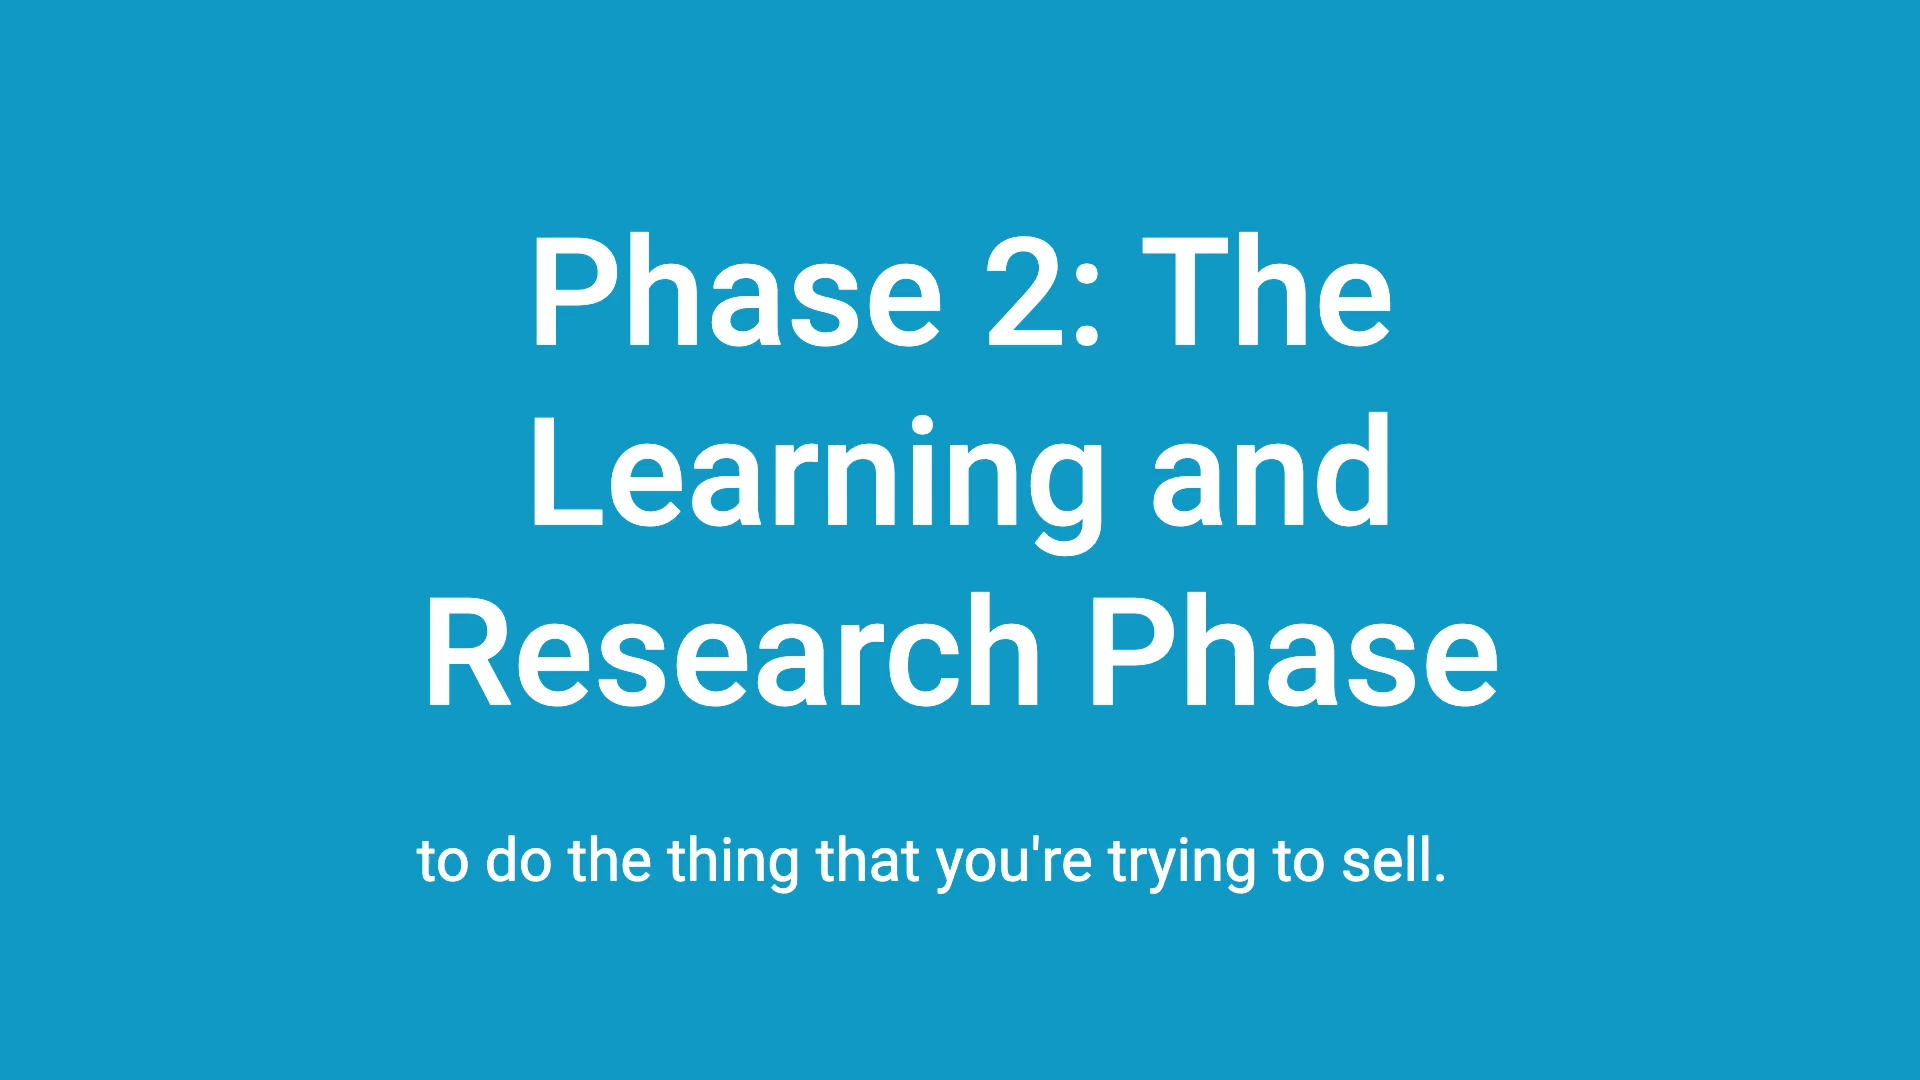 Phase 2: The
Learning and
Research Phase
to do the thing that you're trying to sell.